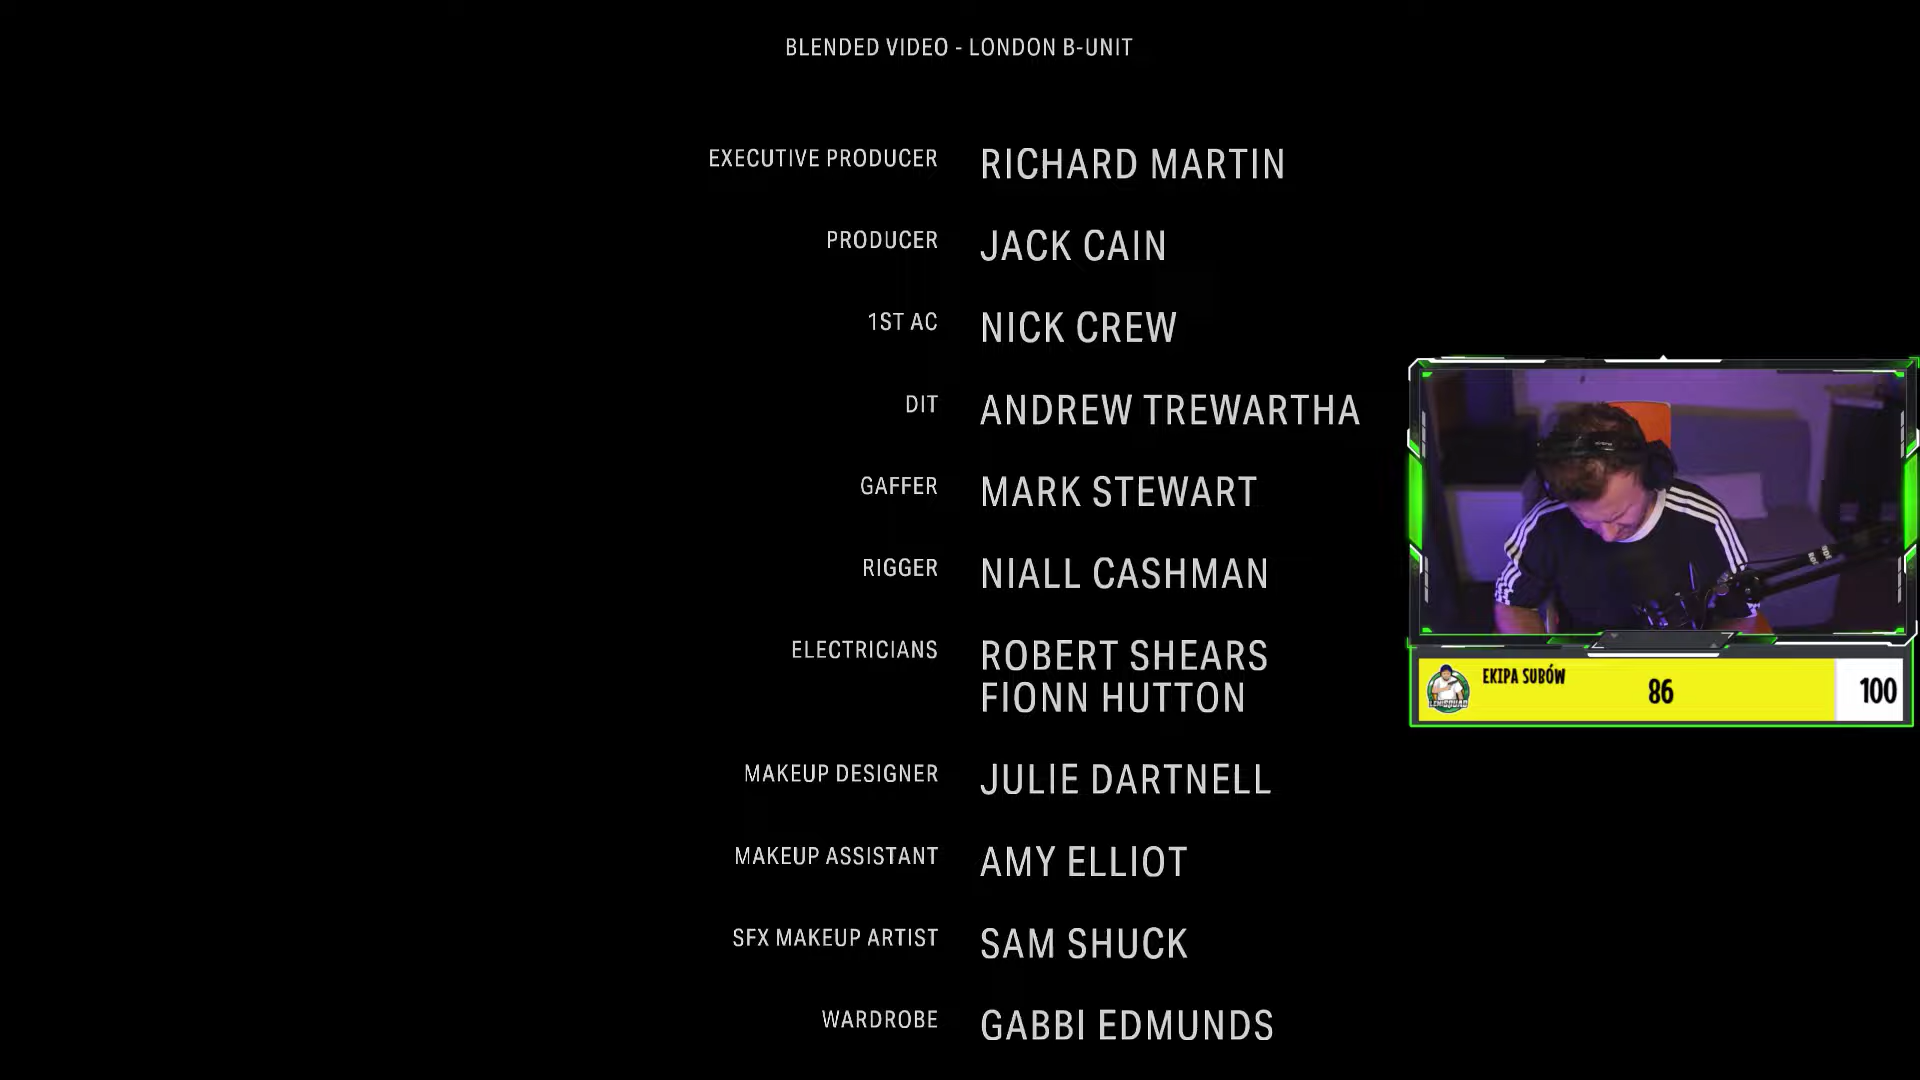 BLENDED VIDEO - LONDON B-UNIT
EXECUTIVE PRODUCER RICHARD MARTIN
PRODUCER JACK CAIN
1ST AC NICK CREW
DIT ANDREW TREWARTHA
GAFFER MARK STEWART
RIGGER NIALL CASHMAN
ELECTRICIANS ROBERT SHEARS
FIONN HUTTON
MAKEUP DESIGNER JULIE DARTNELL
MAKEUP ASSISTANT AMY ELLIOT
SFX MAKEUP ARTIST SAM SHUCK
WARDROBE GABBI EDMUNDS
EKIPA SUBÓW
86
100